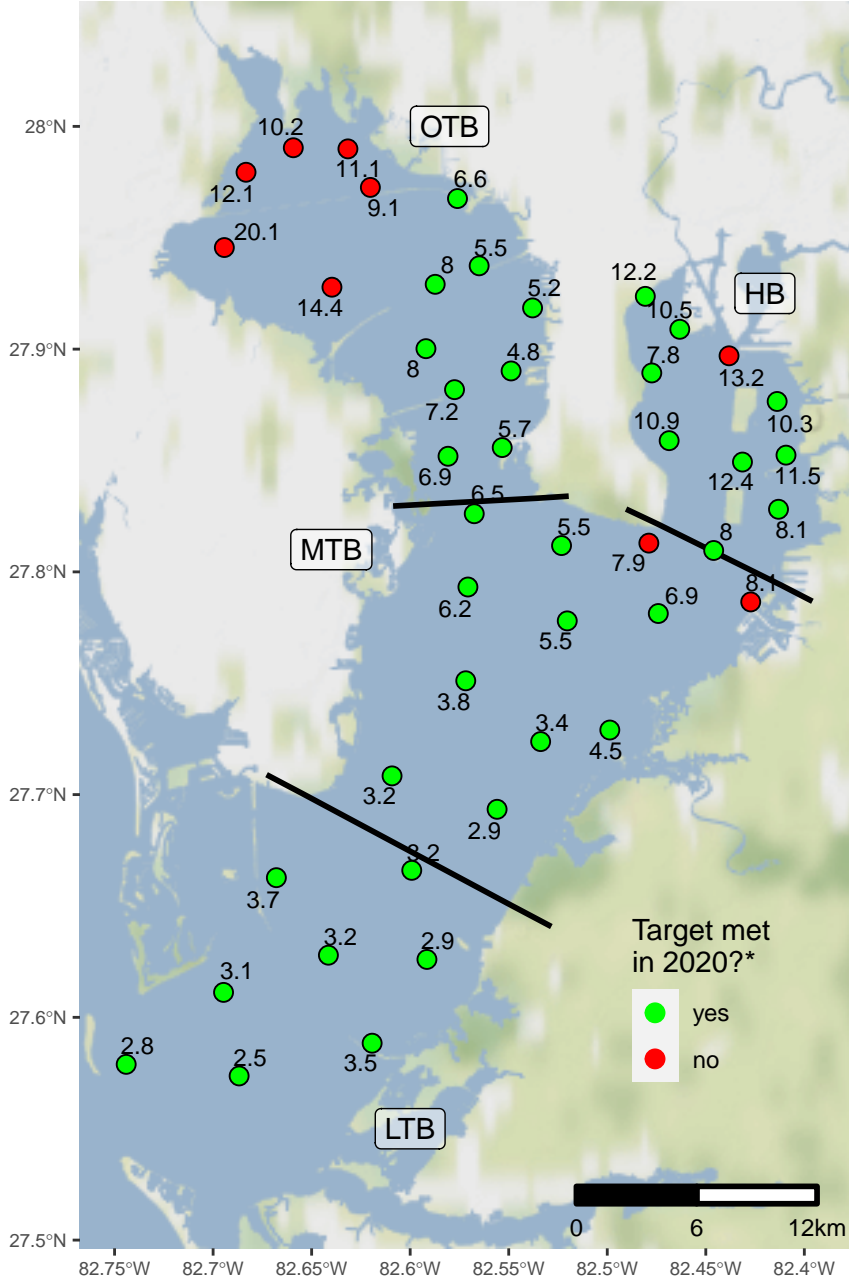 28°N
10.2
OTB
11.1
12.1
6.6
9.1
20.1
5.5
8
5.2
12.2
HB
14.4
10.5
27.9°N
8
4.8
7.8
13.2
7.2
10.3
5.7
10.9
6.9
12.4
11.5
6.5
MTB
5.5
8
8.1
7.9
27.8°N
8.1
6.2
6.9
5.5
3.8
3.4
4.5
27.7°N
3.2
2.9
3.2
3.7
Target met
in 2020?*
3.2
2.9
3.1
yes
27.6°N
2.8
2.5
3.5
no
LTB
0 6 12km
27.5°N
82.75°W 82.7°W 82.65°W 82.6°W 82.55°W 82.5°W 82.45°W 82.4°W